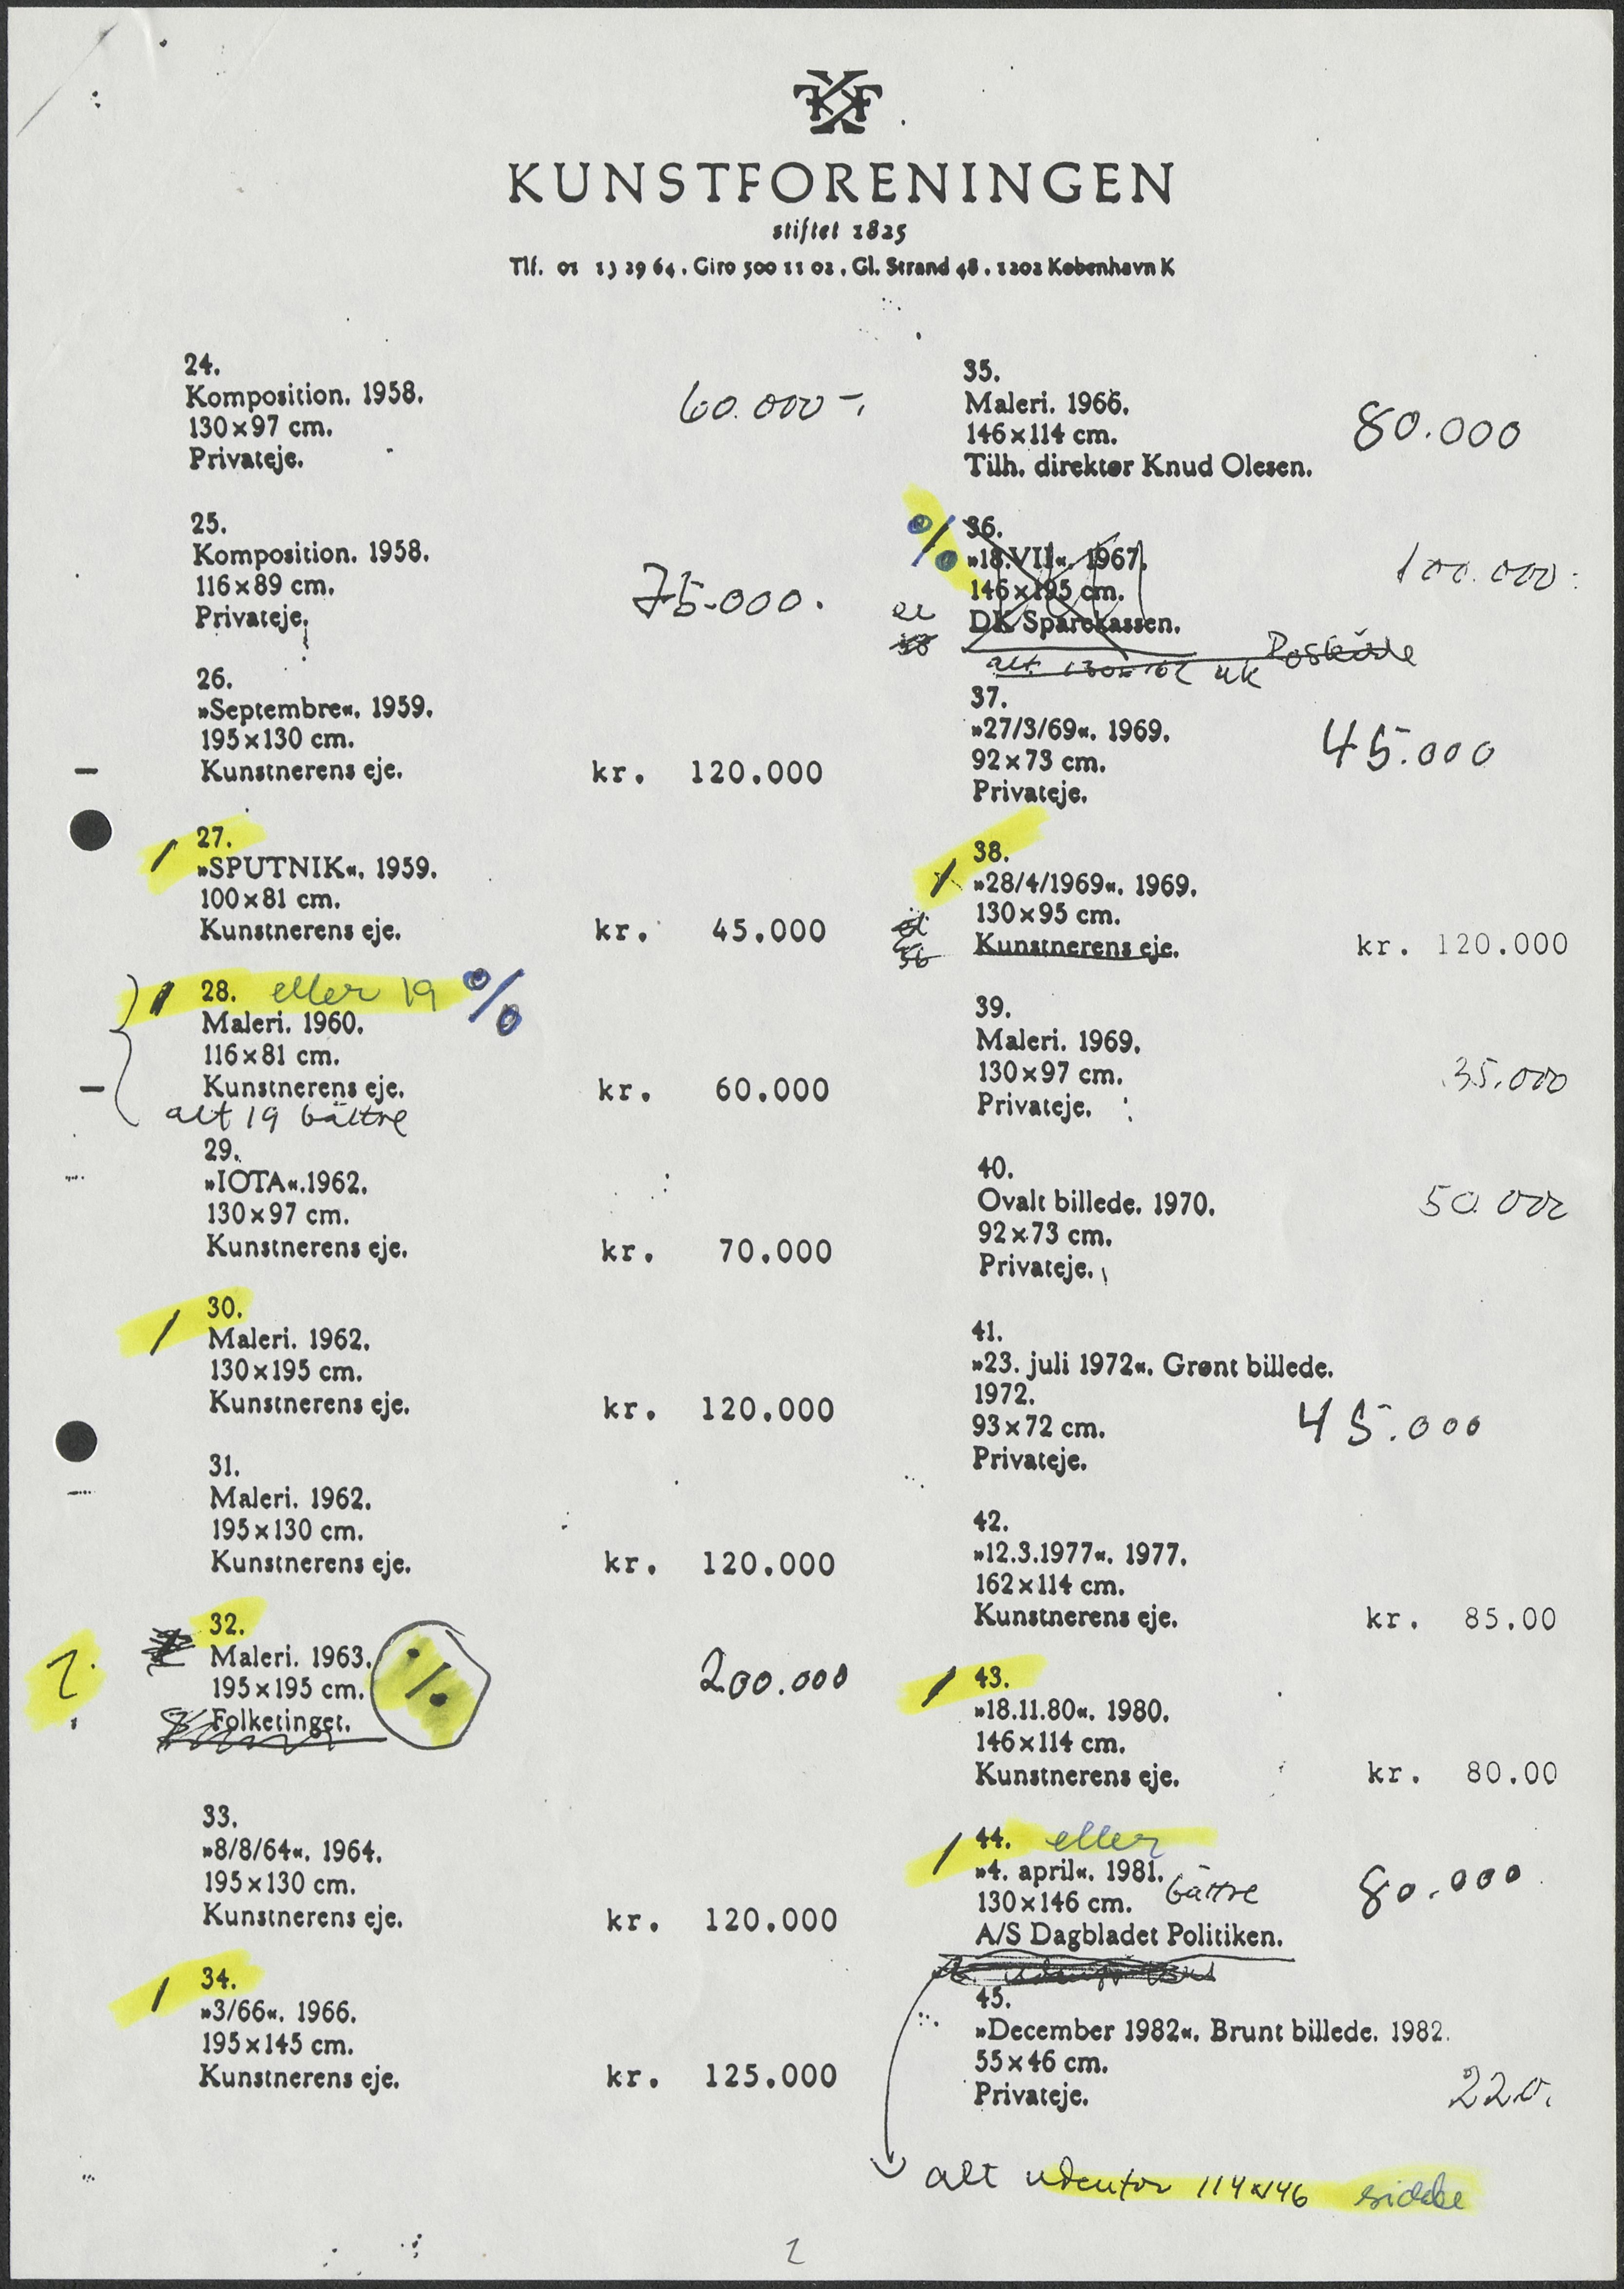 KUNSTFORENINGEN
stiftet 1825
Tlf. 01 13 29 64 . Giro 500 11 02 . Gl. Strand 48 . 1202 København K
24.
Komposition. 1958.
60.000-.
130×97 cm.
Privateje.
25.
Komposition. 1958.
116×89 cm.
75.000.
Privateje.
26.
»Septembre«. 1959.
195×130 cm.
Kunstnerens eje. kr. 120.000
27.
»SPUTNIK«. 1959.
100×81 cm.
Kunstnerens eje. kr. 45.000
28. eller 19 %
Maleri. 1960.
116×81 cm.
Kunstnerens eje. kr. 60.000
alt 19 bättre
29.
»IOTA«.1962.
130×97 cm.
Kunstnerens eje. kr. 70.000
30.
Maleri. 1962.
130×195 cm.
Kunstnerens eje. kr. 120.000
31.
Maleri. 1962.
195×130 cm.
Kunstnerens eje. kr. 120.000
32.
Maleri. 1963.
195×195 cm. ./. 200.000
Folketinget.
33.
»8/8/64«. 1964.
195×130 cm.
Kunstnerens eje. kr. 120.000
34.
»3/66«. 1966.
195×145 cm.
Kunstnerens eje. kr. 125.000
35.
Maleri. 1966.
146×114 cm. 80.000
Tilh. direktør Knud Olesen.
% 36.
»18.VII«. 1967.
100.000:
146×195 cm.
DK Sparekassen.
alt 130×162
37.
»27/3/69«. 1969.
45.000
92×73 cm.
Privateje.
38.
»28/4/1969«. 1969.
130×95 cm.
Kunstnerens eje. kr. 120.000
39.
Maleri. 1969.
130×97 cm. 35.000
Privateje.
40.
Ovalt billede. 1970. 50.000
92×73 cm.
Privateje.
41.
»23. juli 1972«. Grønt billede.
1972.
93×72 cm. 45.000
Privateje.
42.
»12.3.1977«. 1977.
162×114 cm.
Kunstnerens eje. kr. 85.00
43.
»18.11.80«. 1980.
146×114 cm.
Kunstnerens eje. kr. 80.00
44. eller
»4. april«. 1981.
130×146 cm. bättre 80.000
A/S Dagbladet Politiken.
45.
»December 1982«. Brunt billede. 1982.
55×46 cm.
Privateje. 220.
alt utanför 114×146
2